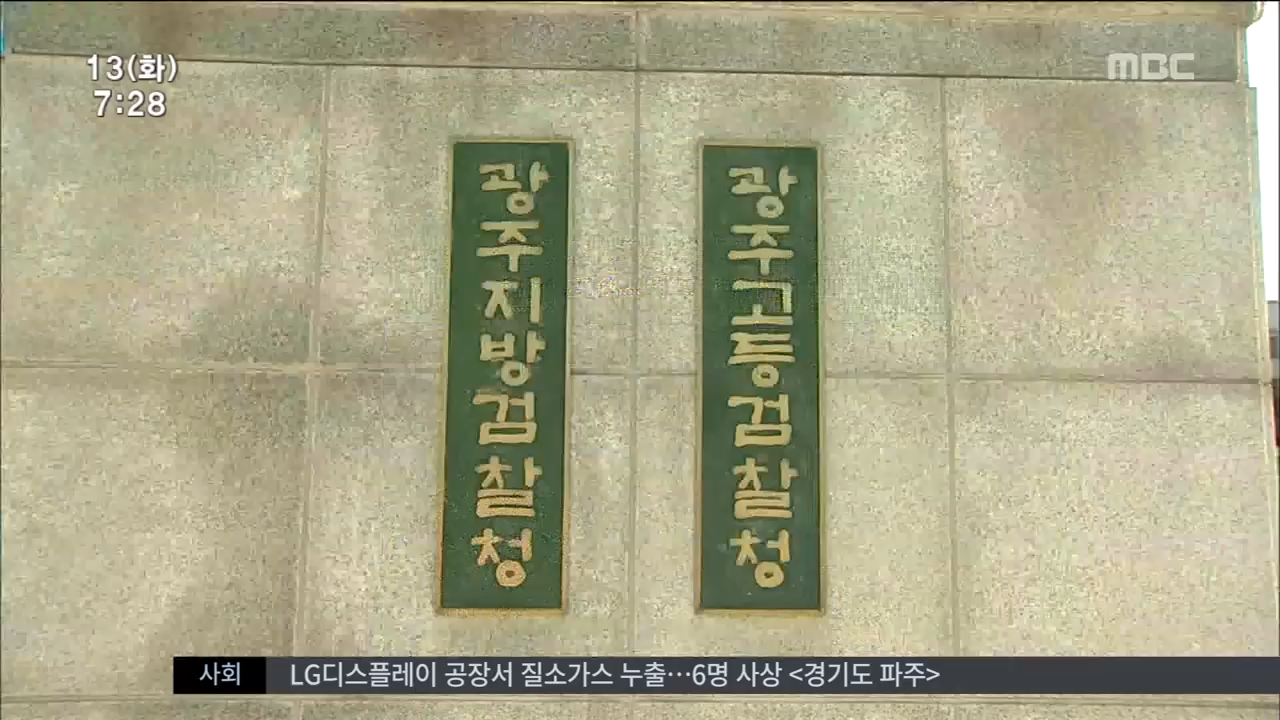 13(화)
7:28
MBC
광주지방검찰청
광주고등검찰청
사회
LG디스플레이 공장서 질소가스 누출…6명 사상 <경기도 파주>